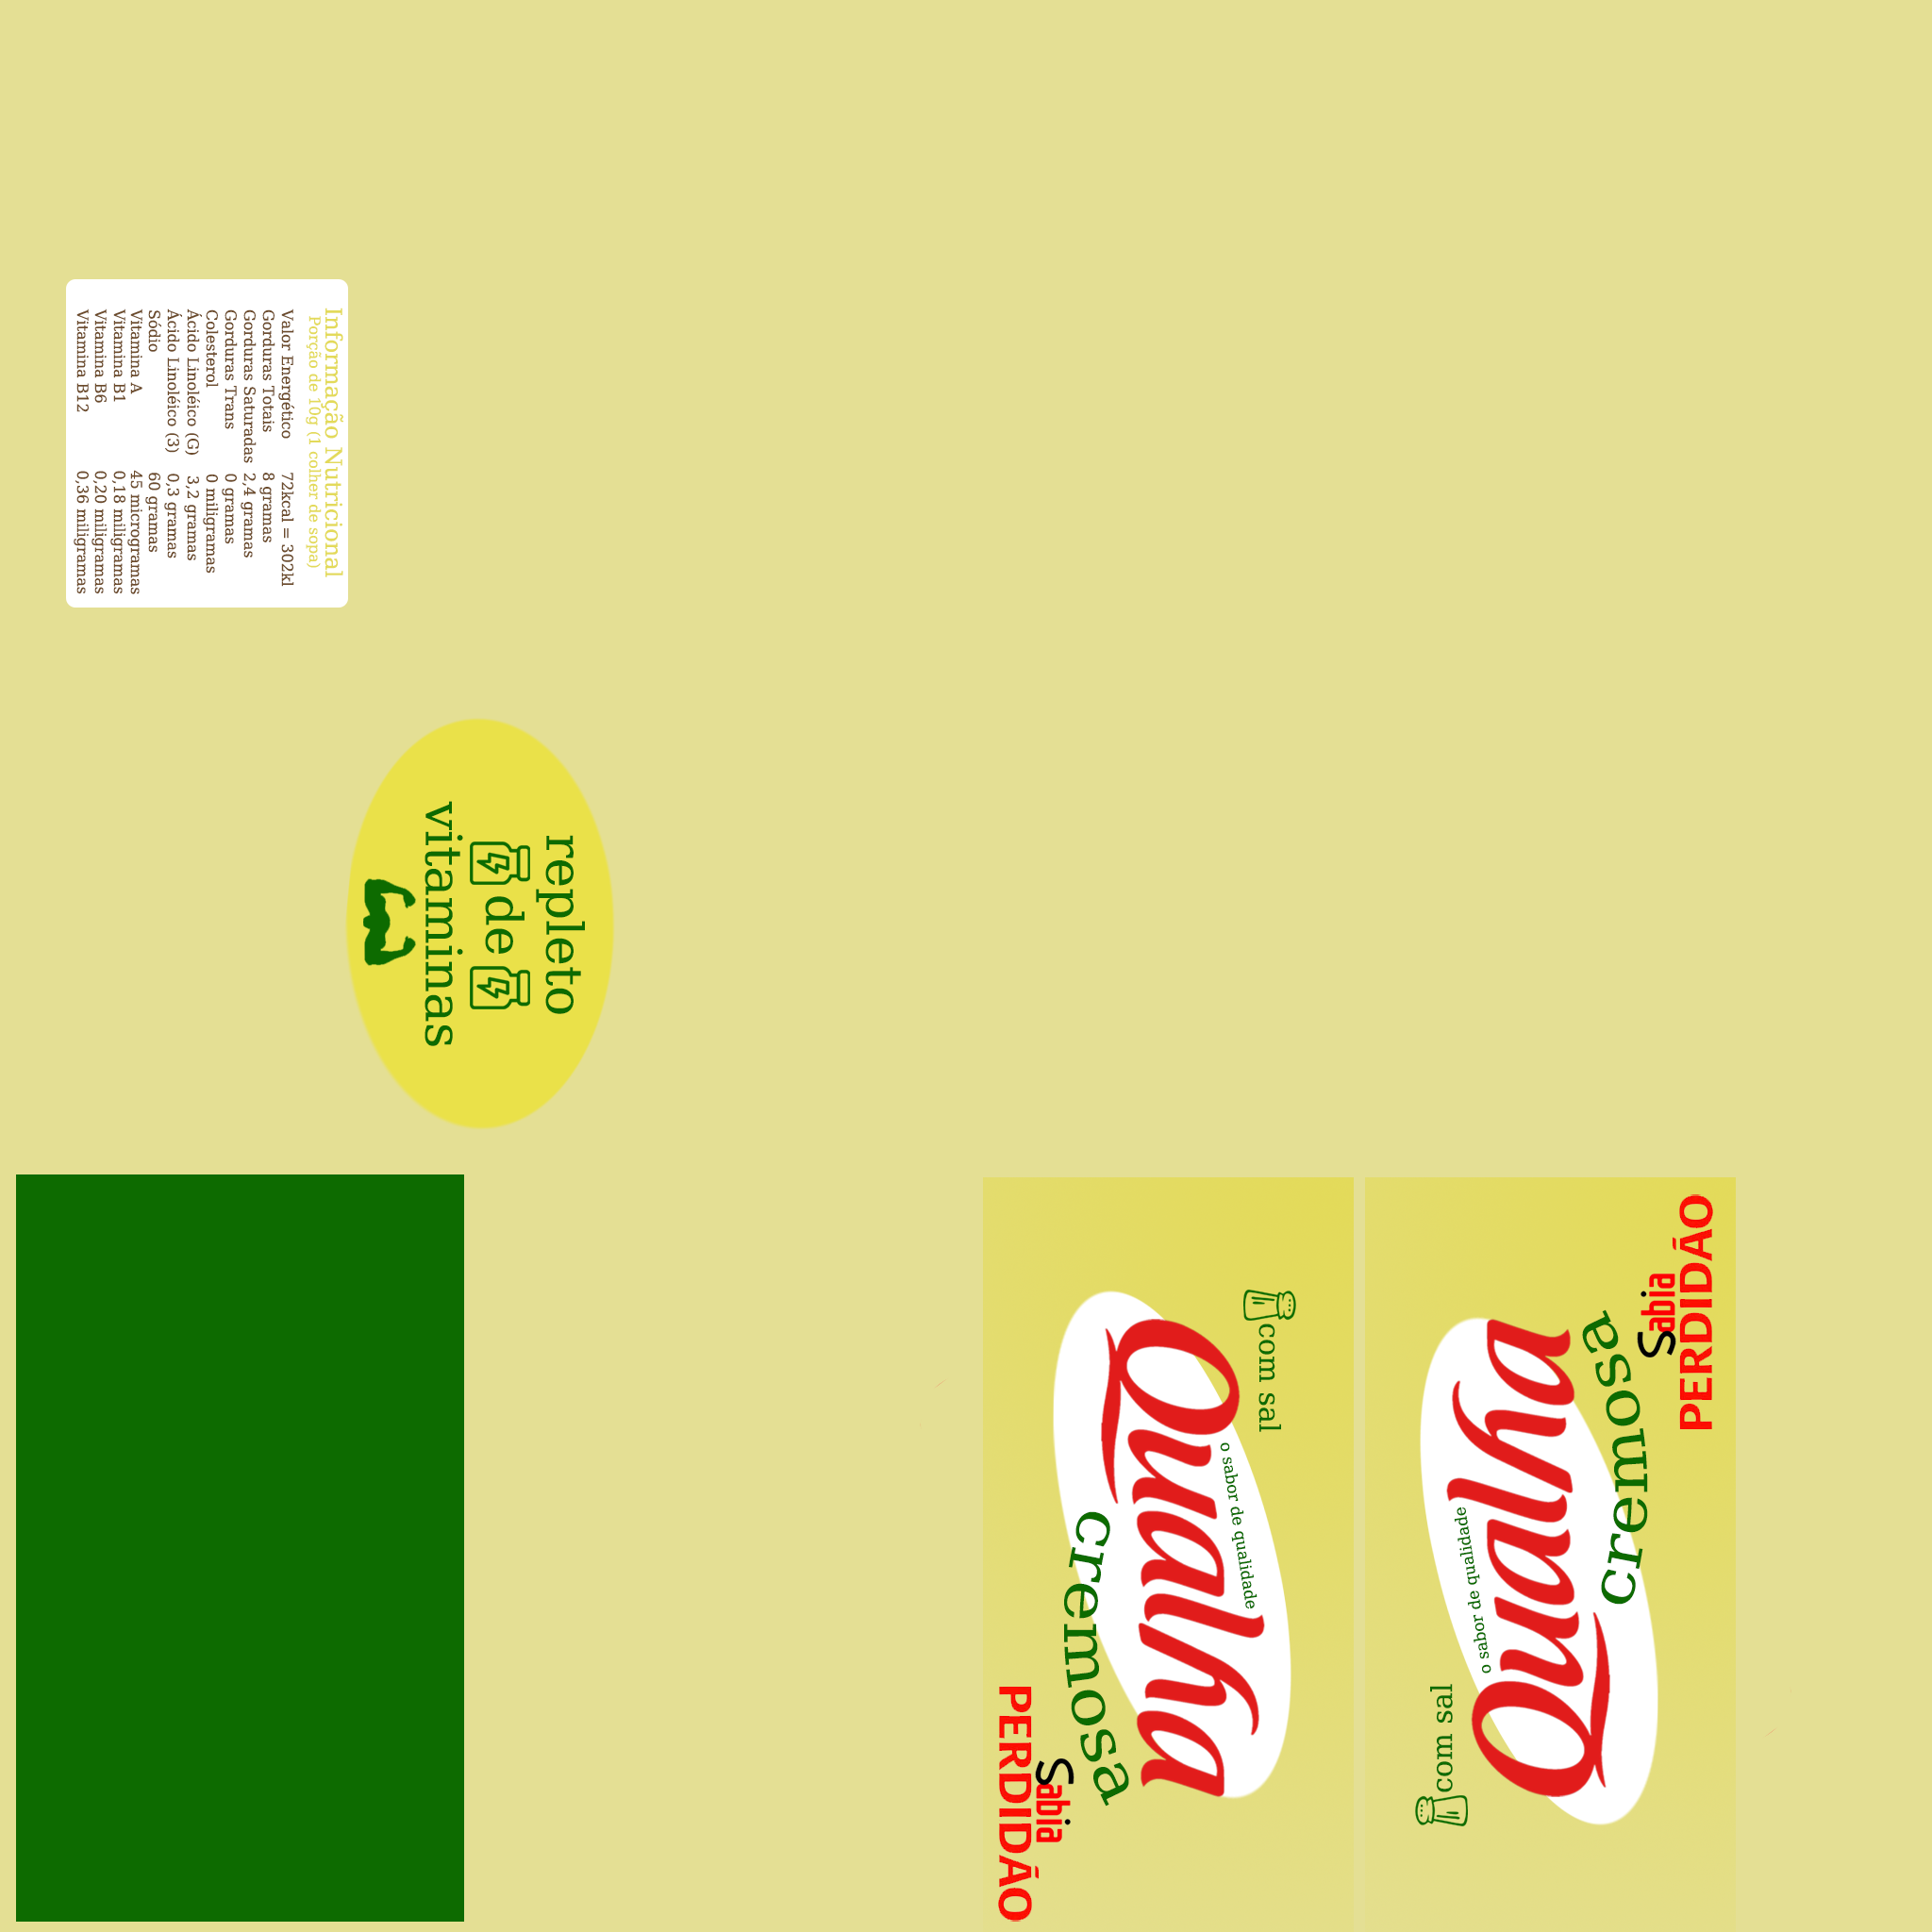 Informação Nutricional
Porção de 10g (1 colher de sopa)
Valor Energético 72kcal = 302kl
Gorduras Totais 8 gramas
Gorduras Saturadas 2,4 gramas
Gorduras Trans 0 gramas
Colesterol 0 miligramas
Ácido Linoléico (G) 3,2 gramas
Ácido Linoléico (3) 0,3 gramas
Sódio 60 gramas
Vitamina A 45 microgramas
Vitamina B1 0,18 miligramas
Vitamina B6 0,20 miligramas
Vitamina B12 0,36 miligramas
repleto
de
vitaminas
com sal
o sabor de qualidade
Qualha
cremosa
Sabia
PERDIDÃO
com sal
o sabor de qualidade
Qualha
cremosa
Sabia
PERDIDÃO